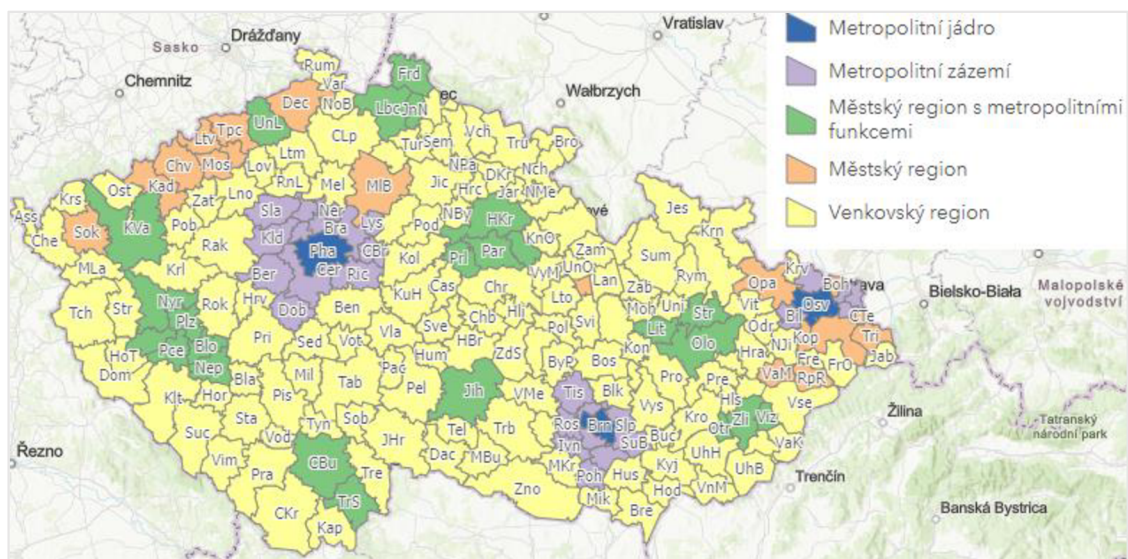 Metropolitní jádro
Metropolitní zázemí
Městský region s metropolitními
funkcemi
Městský region
Venkovský region
Vratislav
Drážďany
Sasko
Chemnitz
Wałbrzych
Rum
Var
Frd
Dec
NoB
Lbc
JnN
ec
UnL
Tpc
Ltv
CLp
Tur
Sem
Vch
Tru
Bro
Chv
Mos
Lov
Ltm
NPa
Nch
Kad
RnL
Mel
MlB
Jic
DKr
Ost
Krs
Zat
Lno
Hrc
Jar
NMe
Ass
Che
Sok
KVa
Pob
Sla
Ner
Bra
Lys
Pod
NBy
HKr
ové
Jes
Rak
Kld
Pha
CBr
Kol
Prl
Par
KnO
Zam
Krn
MLa
Krl
Ber
Cer
Ric
Cas
VyM
UnO
Sum
Rym
Opa
Krv
Boh
ava
Tch
Str
Nyr
Rok
Hrv
Dob
Ben
KuH
Chr
Lto
Lan
Zab
Vit
Osv
Bil
CTe
Plz
Blo
Pce
Nep
Pri
Sed
Vot
Vla
Sve
Chb
Hlj
HBr
Pol
Svi
Moh
Uni
Str
Lit
Olo
Kon
Odr
NJi
Kop
Tri
Jab
Fre
FrO
HoT
Dom
Hor
Bla
Mil
Pac
Hum
ZdS
ByP
Bos
Hra
VaM
RpR
Klt
Pis
Tab
Pel
Jih
VMe
Tis
Blk
Pro
Pre
Hls
Vse
Suc
Sta
Vod
Tyn
Sob
Tel
Trb
Ros
Brn
Slp
Vys
Kro
Otr
Zli
Viz
Vim
Pra
CBu
JHr
Tre
Dac
MBu
Ivn
SuB
Buc
UhH
VaK
CKr
TrS
Kap
MKr
Poh
Hus
Kyj
UhB
Zno
Mik
Bre
Hod
VnM
Bielsko-Biała
Malopolské
vojvodství
Žilina
Tatranský
národní park
Trenčín
Banská Bystrica
Řezno